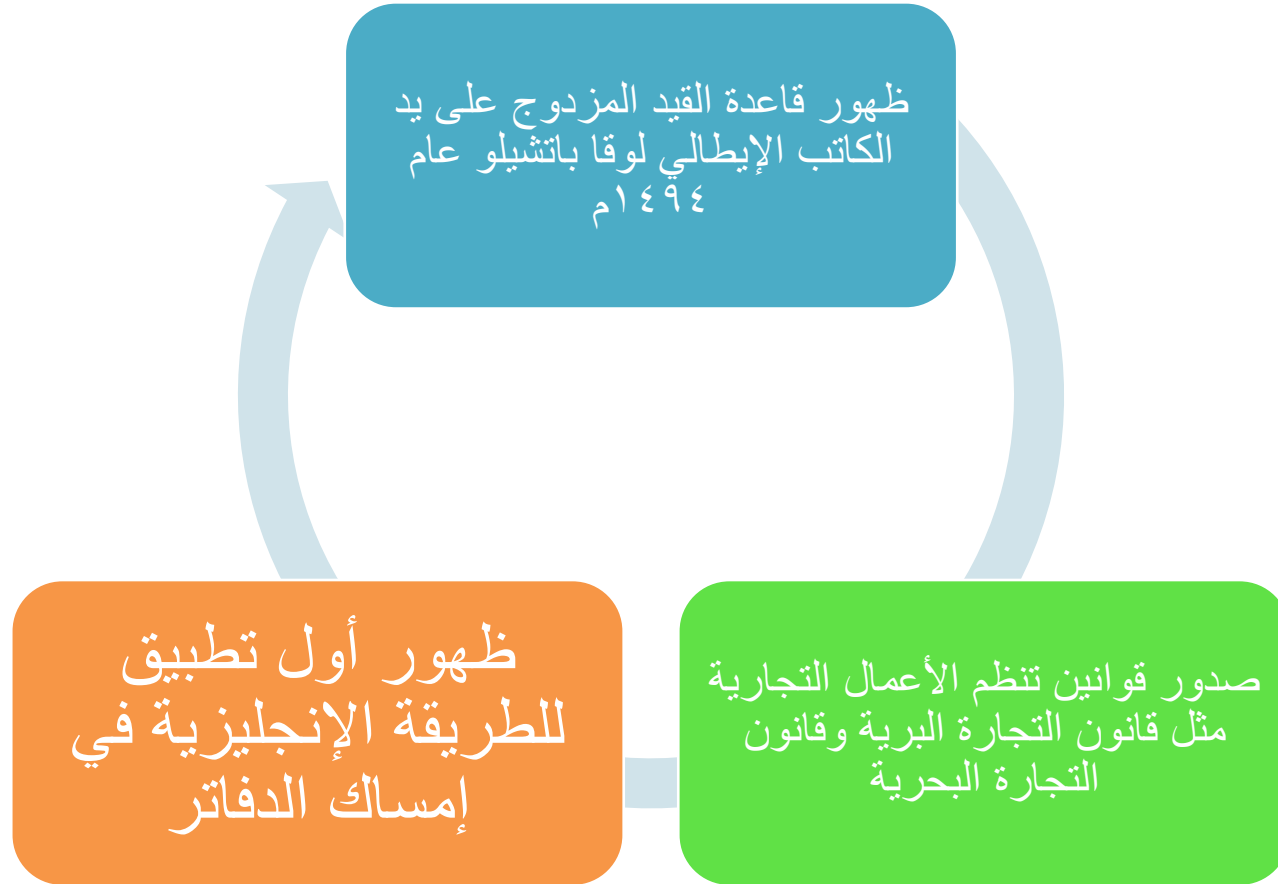 ظهور قاعدة القيد المزدوج على يد
الكاتب الإيطالي لوقا باتشيلو عام
١٤٩٤م
صدور قوانين تنظم الأعمال التجارية
مثل قانون التجارة البرية وقانون
التجارة البحرية
ظهور أول تطبيق
للطريقة الإنجليزية في
إمساك الدفاتر